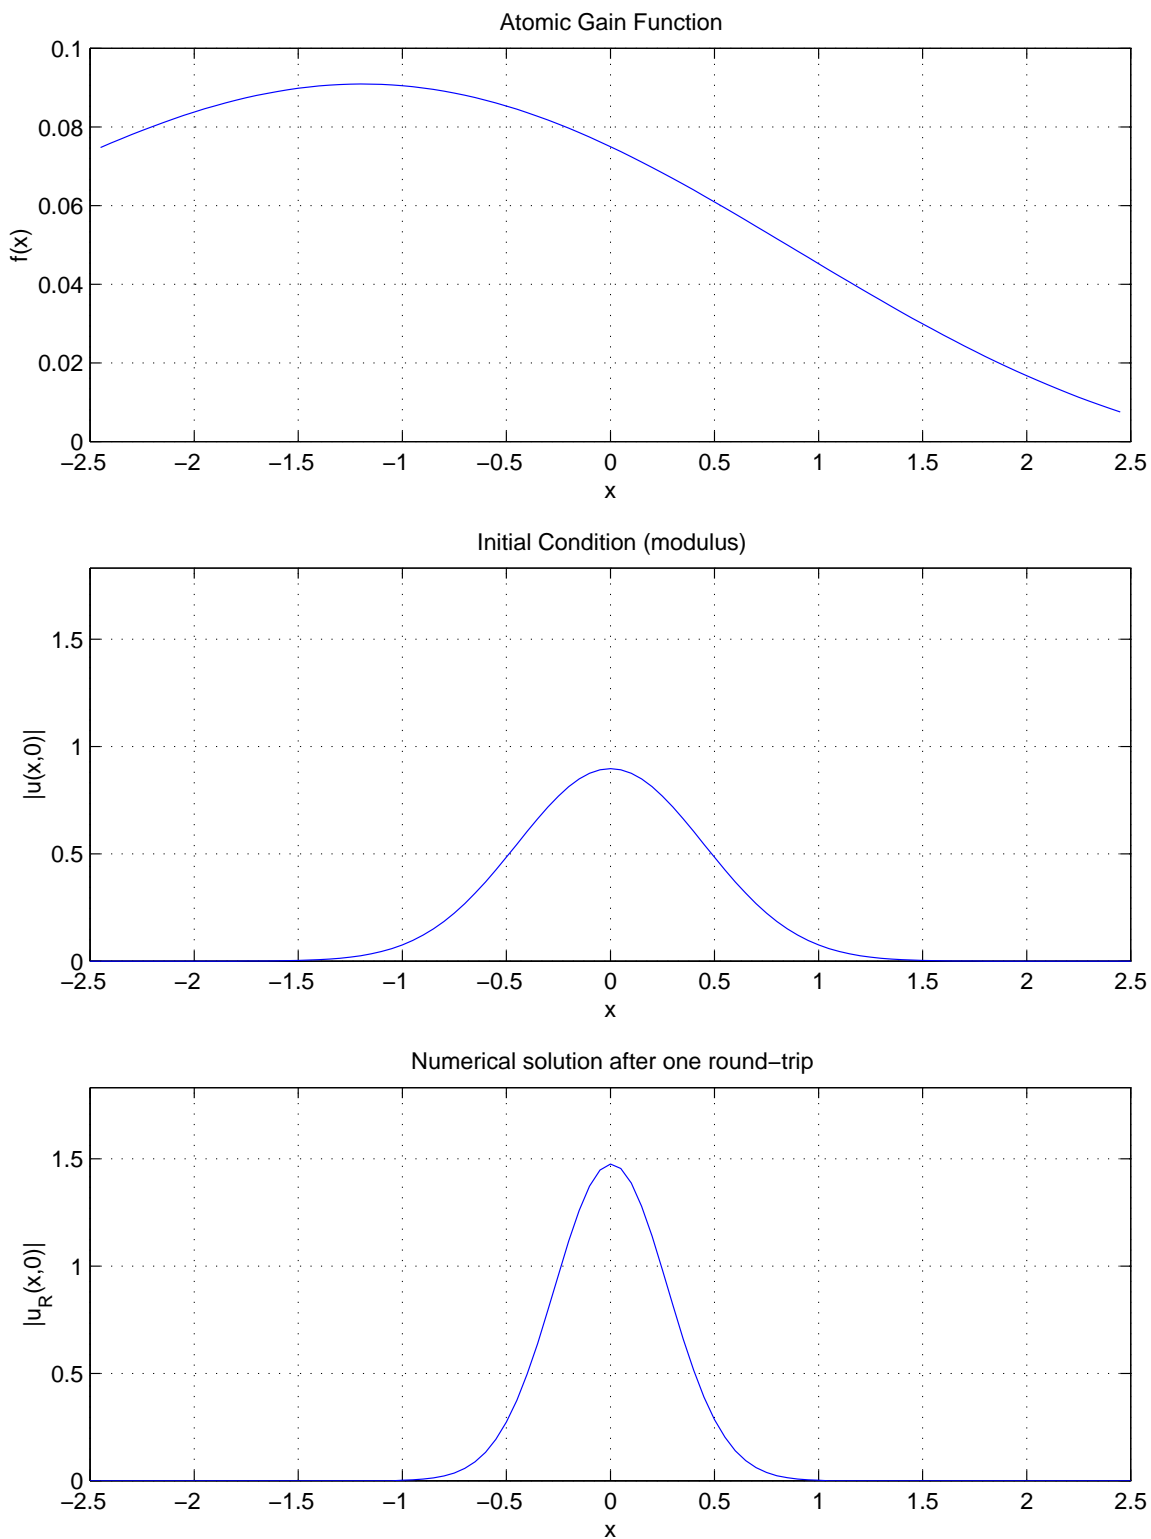 Atomic Gain Function
0.1
0.08
0.06
0.04
0.02
0
f(x)
−2.5 −2 −1.5 −1 −0.5 0 0.5 1 1.5 2 2.5
x
Initial Condition (modulus)
1.5
1
0.5
0
|u(x,0)|
−2.5 −2 −1.5 −1 −0.5 0 0.5 1 1.5 2 2.5
x
Numerical solution after one round−trip
1.5
1
0.5
0
|u_R(x,0)|
−2.5 −2 −1.5 −1 −0.5 0 0.5 1 1.5 2 2.5
x